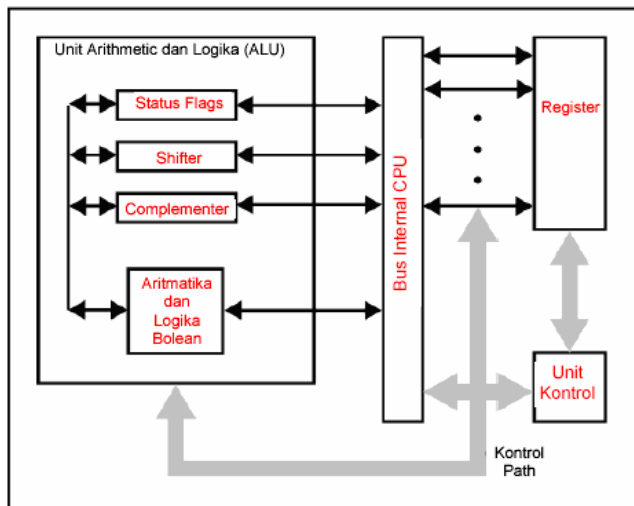 Unit Arithmetic dan Logika (ALU)
Status Flags
Shifter
Complementer
Aritmatika
dan
Logika
Bolean
Bus Internal CPU
Register
Unit
Kontrol
Kontrol
Path